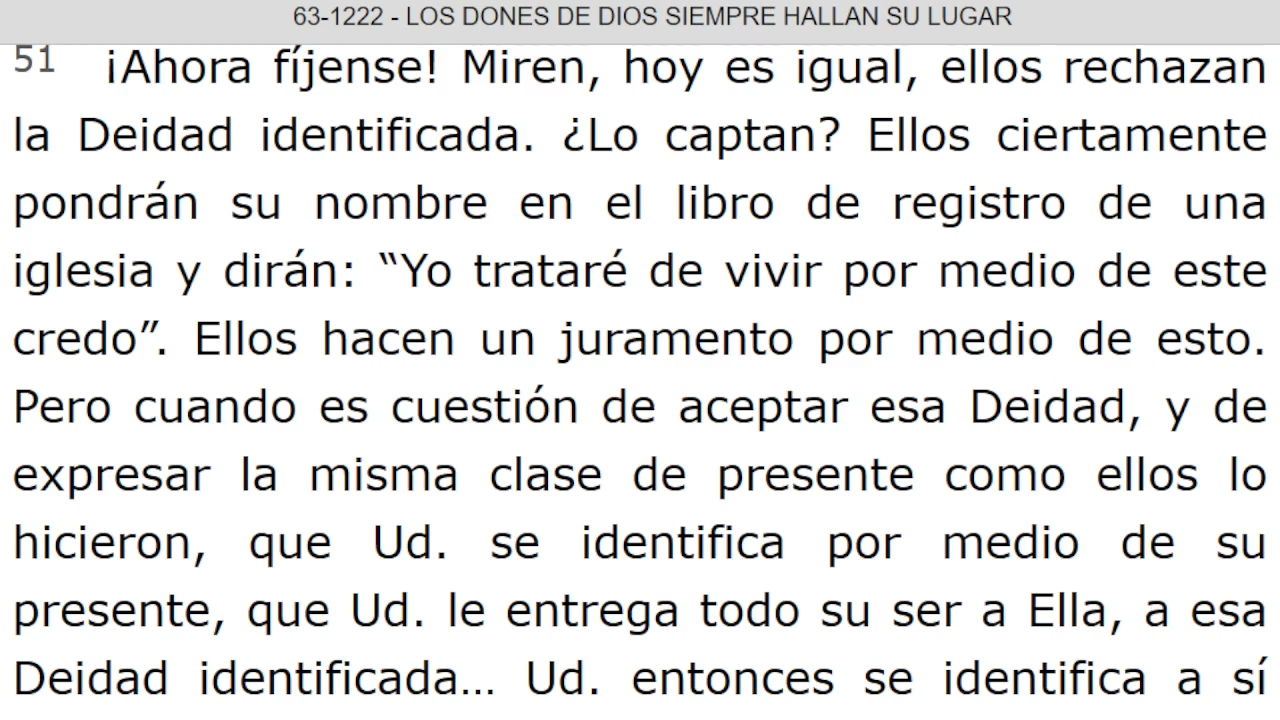 63-1222 - LOS DONES DE DIOS SIEMPRE HALLAN SU LUGAR
51 ¡Ahora fíjense! Miren, hoy es igual, ellos rechazan
la Deidad identificada. ¿Lo captan? Ellos ciertamente
pondrán su nombre en el libro de registro de una
iglesia y dirán: “Yo trataré de vivir por medio de este
credo”. Ellos hacen un juramento por medio de esto.
Pero cuando es cuestión de aceptar esa Deidad, y de
expresar la misma clase de presente como ellos lo
hicieron, que Ud. se identifica por medio de su
presente, que Ud. le entrega todo su ser a Ella, a esa
Deidad identificada… Ud. entonces se identifica a sí